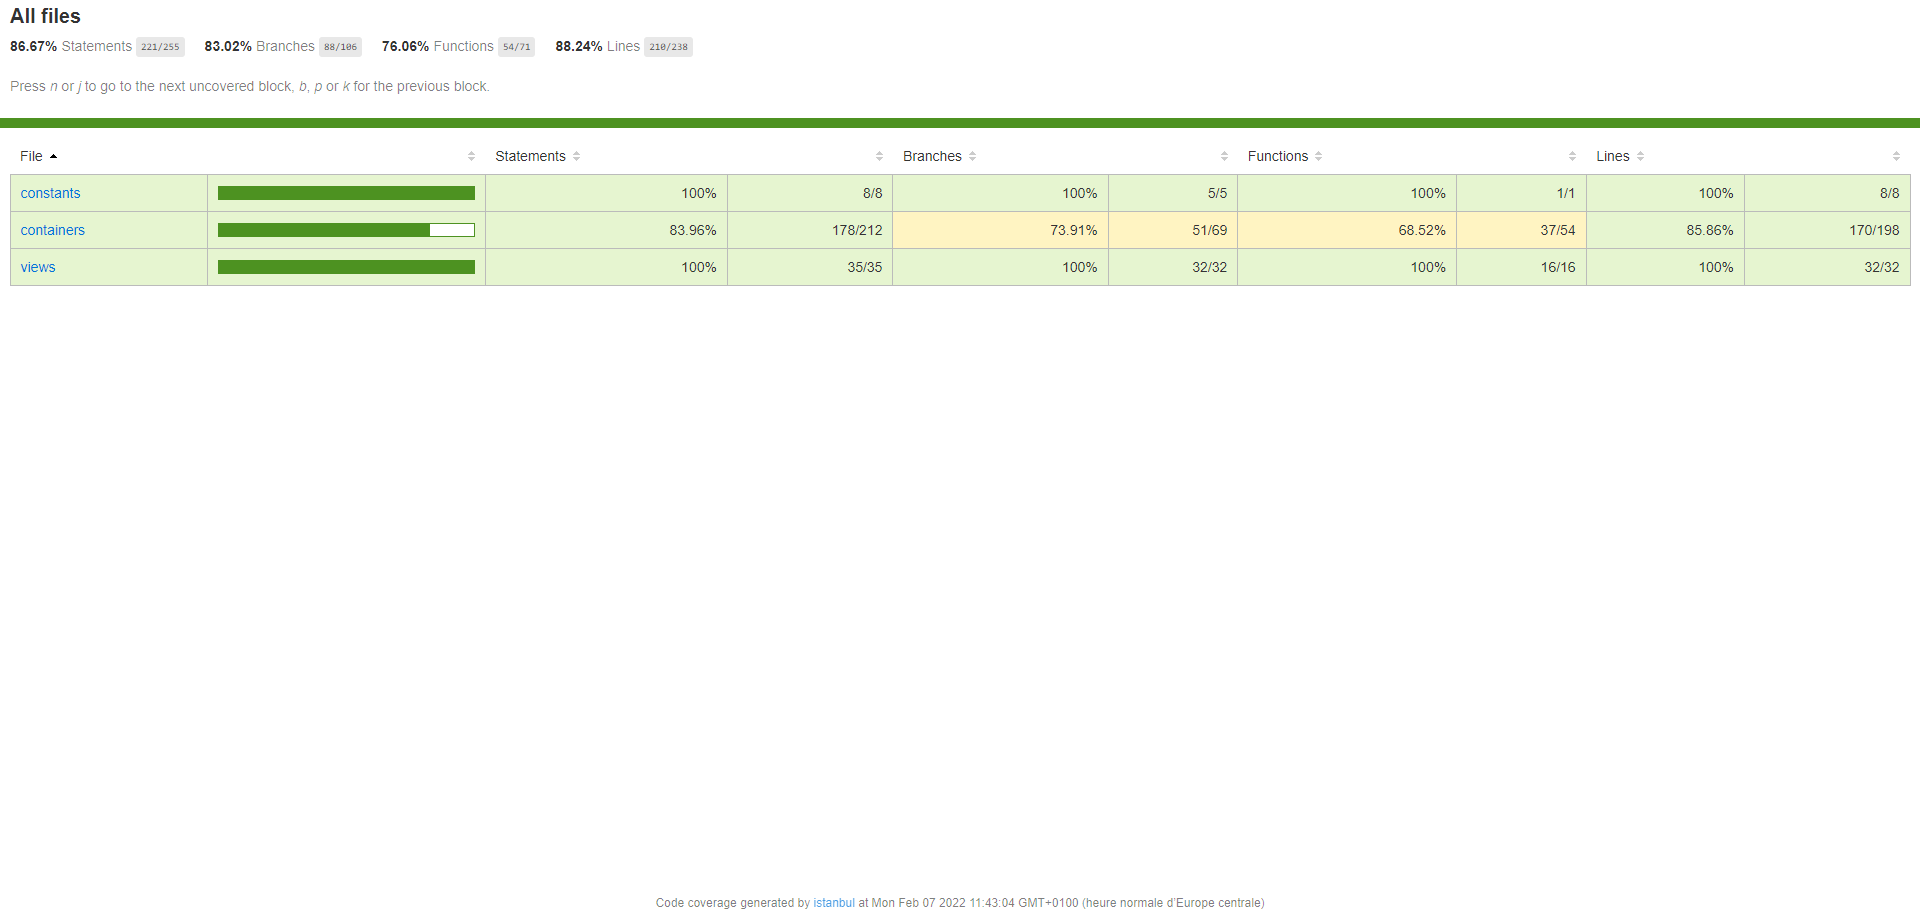 All files
86.67% Statements 221/255 83.02% Branches 88/106 76.06% Functions 54/71 88.24% Lines 210/238
Press n or j to go to the next uncovered block, b, p or k for the previous block.
File Statements Branches Functions Lines
constants 100% 8/8 100% 5/5 100% 1/1 100% 8/8
containers 83.96% 178/212 73.91% 51/69 68.52% 37/54 85.86% 170/198
views 100% 35/35 100% 32/32 100% 16/16 100% 32/32
Code coverage generated by istanbul at Mon Feb 07 2022 11:43:04 GMT+0100 (heure normale d’Europe centrale)